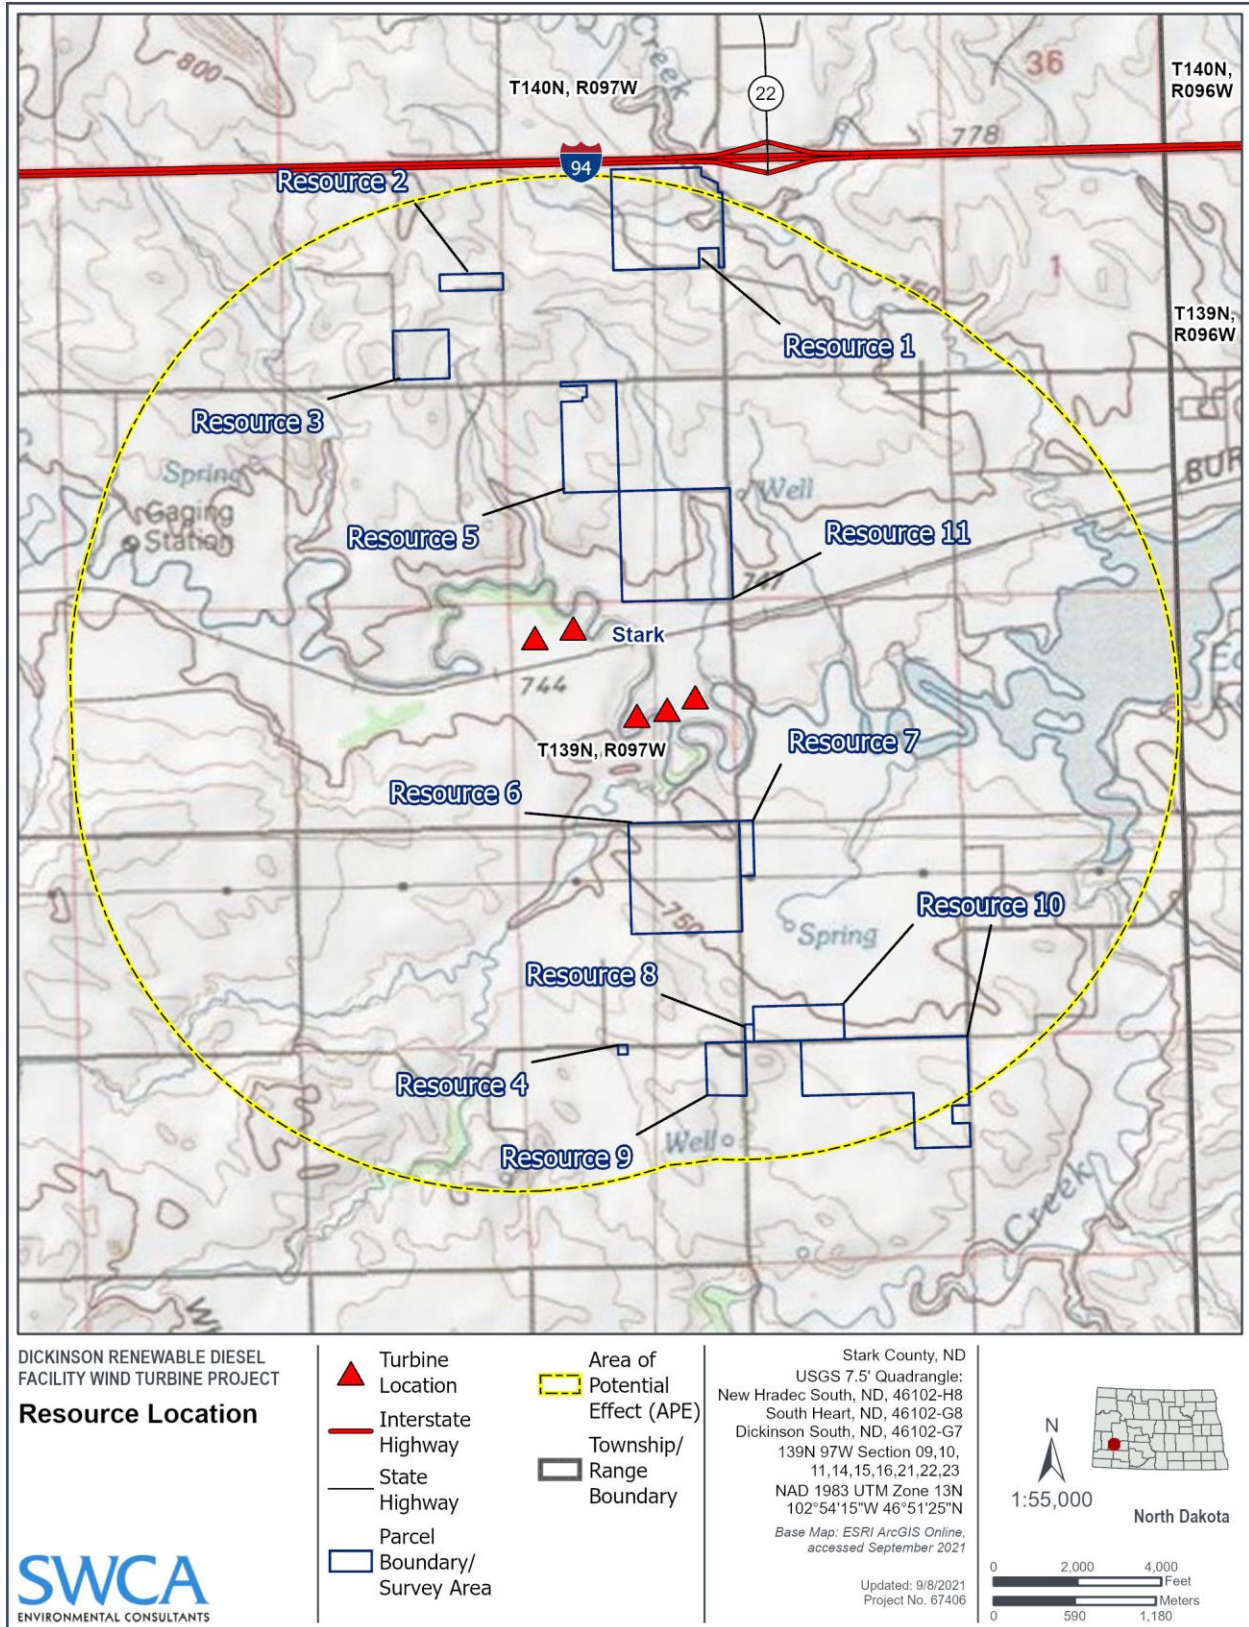 Creek
800
T140N, R097W
22
36
T140N,
R096W
778
94
Resource 2
1
760
T139N,
R096W
Resource 1
Resource 3
Spring
Gaging
Station
Well
BUR
Resource 5
Resource 11
747
Stark
744
T139N, R097W
Resource 7
Resource 6
750
Resource 10
Spring
Resource 8
Resource 4
Well
Resource 9
Creek
DICKINSON RENEWABLE DIESEL
FACILITY WIND TURBINE PROJECT
Resource Location
SWCA
ENVIRONMENTAL CONSULTANTS
Turbine
Location
Interstate
Highway
State
Highway
Parcel
Boundary/
Survey Area
Area of
Potential
Effect (APE)
Township/
Range
Boundary
Stark County, ND
USGS 7.5' Quadrangle:
New Hradec South, ND, 46102-H8
South Heart, ND, 46102-G8
Dickinson South, ND, 46102-G7
139N 97W Section 09,10,
11,14,15,16,21,22,23
NAD 1983 UTM Zone 13N
102°54'15"W 46°51'25"N
Base Map: ESRI ArcGIS Online,
accessed September 2021
Updated: 9/8/2021
Project No. 67406
N
1:55,000
North Dakota
0 2,000 4,000
Feet
Meters
0 590 1,180